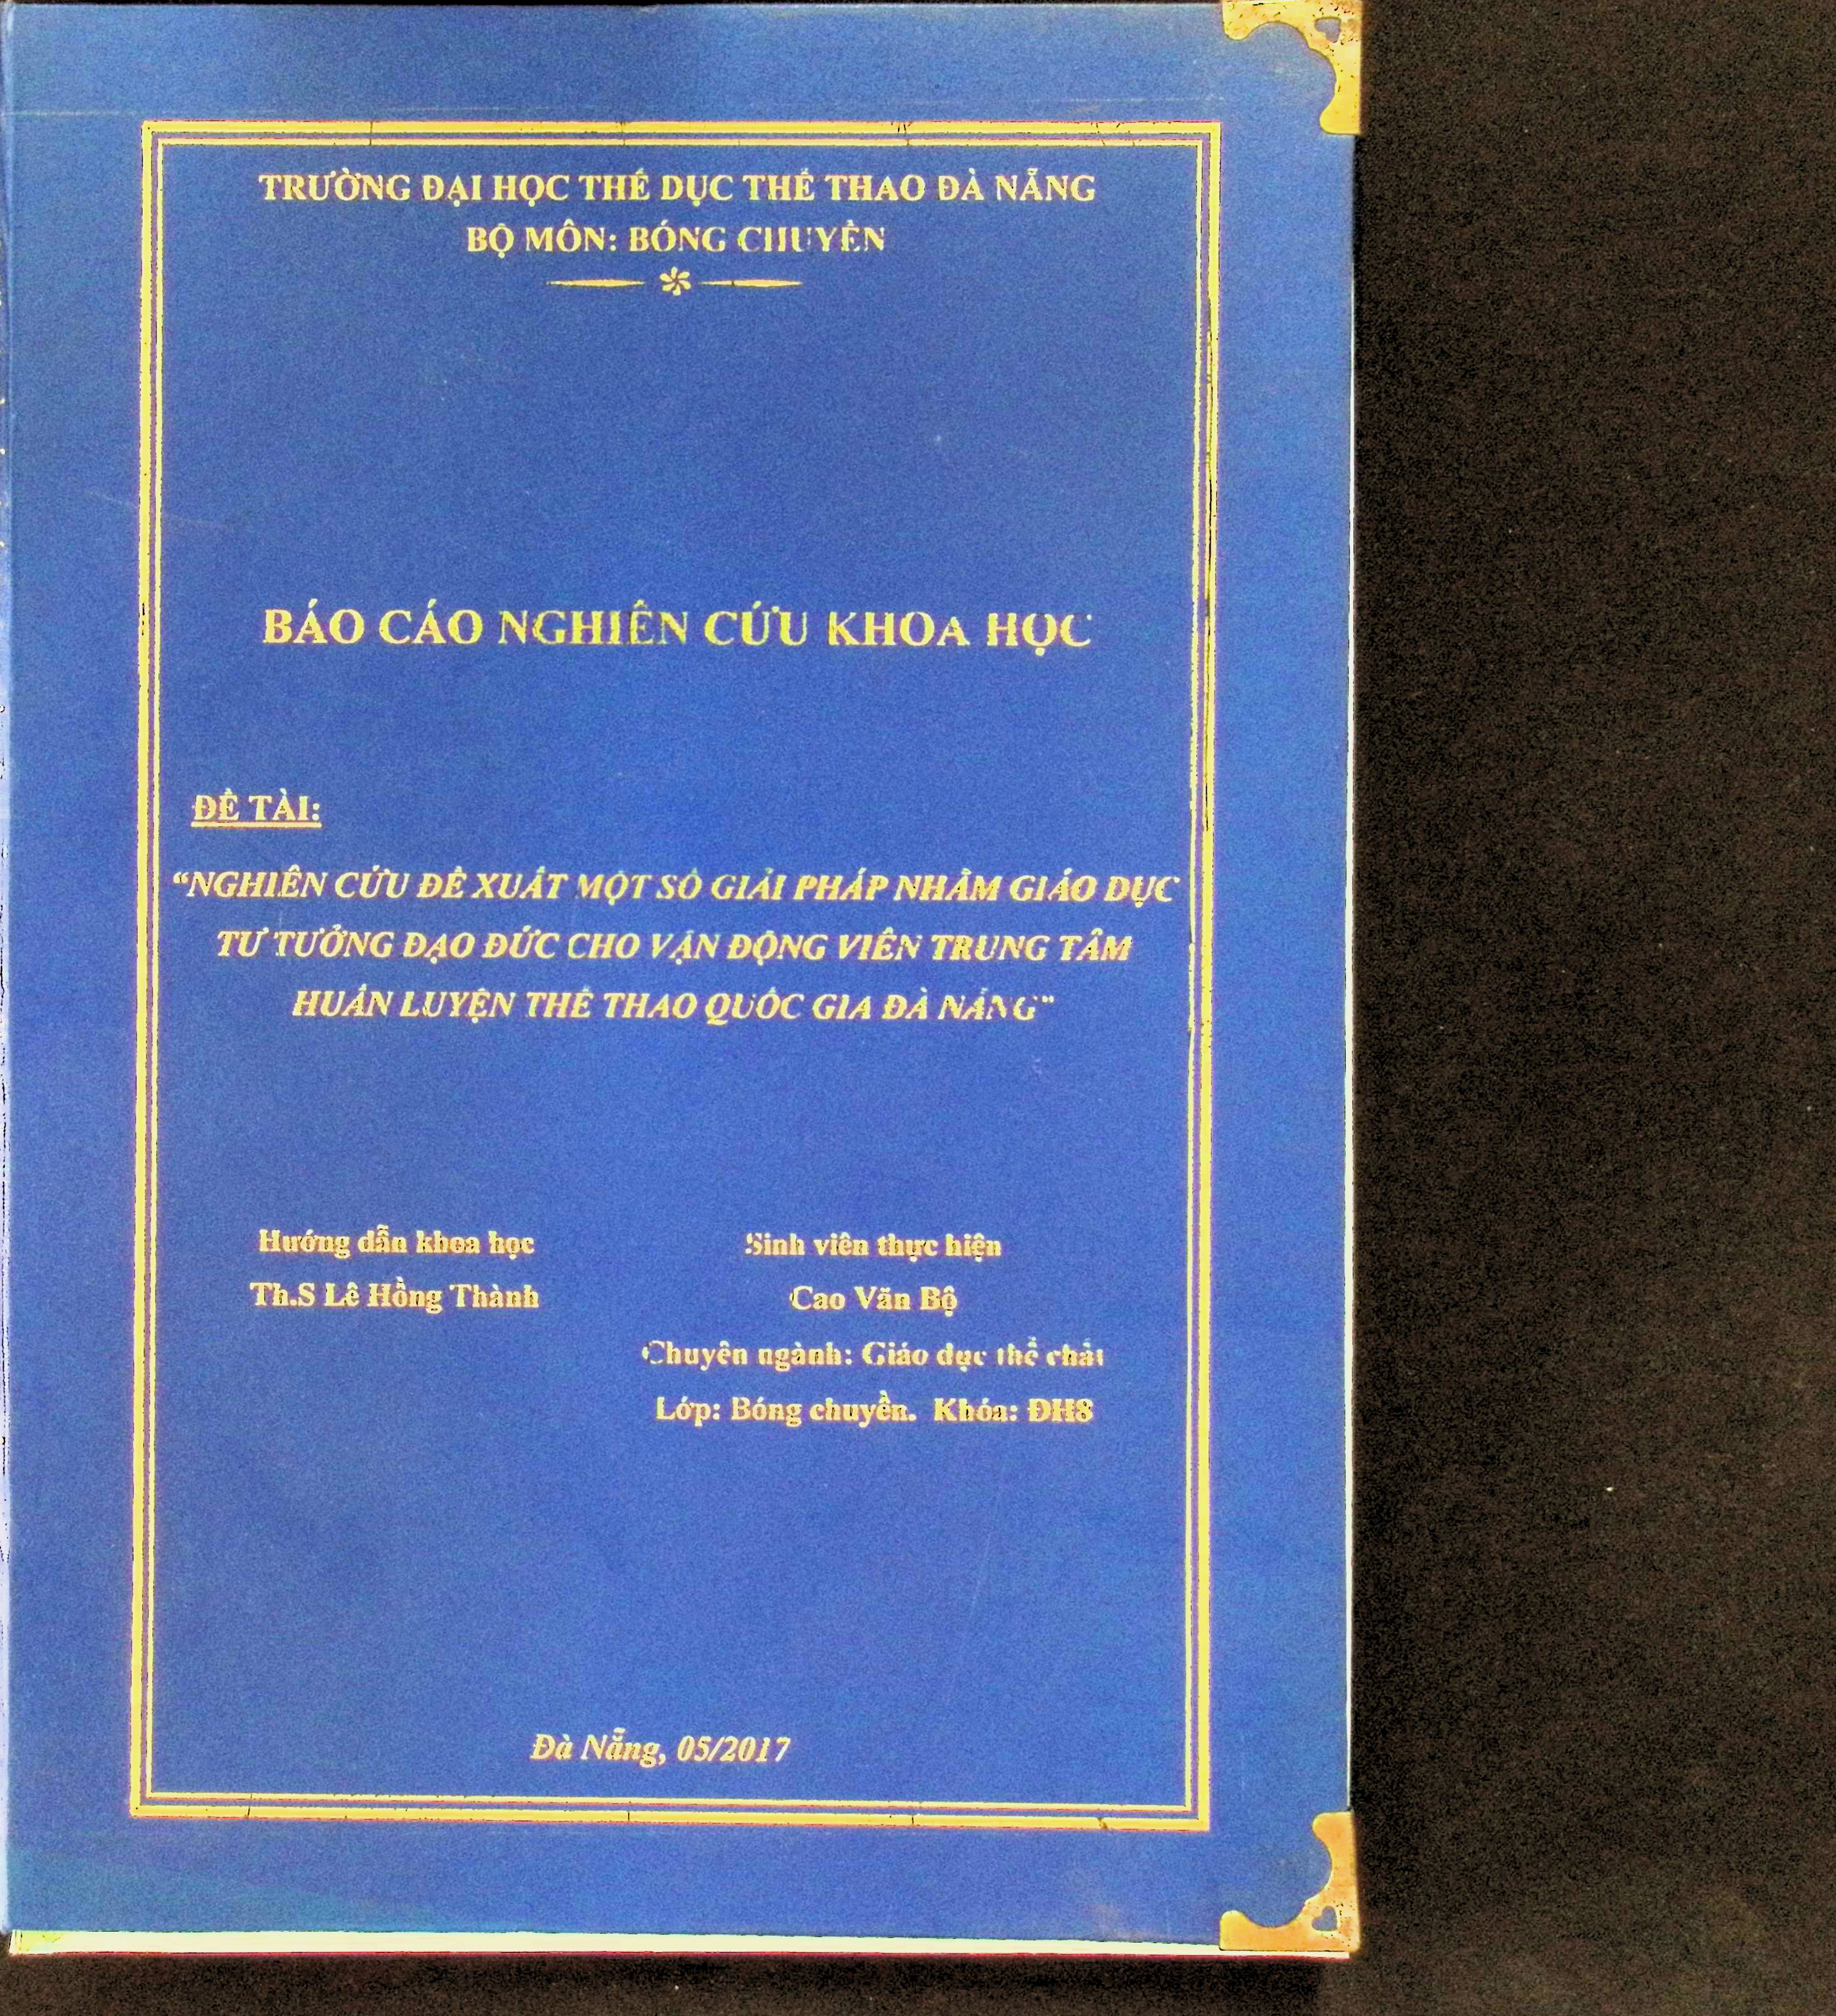 TRƯỜNG ĐẠI HỌC THỂ DỤC THỂ THAO ĐÀ NẴNG
BỘ MÔN: BÓNG CHUYỀN
BÁO CÁO NGHIÊN CỨU KHOA HỌC
ĐỀ TÀI:
“NGHIÊN CỨU ĐỀ XUẤT MỘT SỐ GIẢI PHÁP NHẰM GIÁO DỤC
TƯ TƯỞNG ĐẠO ĐỨC CHO VẬN ĐỘNG VIÊN TRUNG TÂM
HUẤN LUYỆN THỂ THAO QUỐC GIA ĐÀ NẴNG”
Hướng dẫn khoa học
Th.S Lê Hồng Thành
Sinh viên thực hiện
Cao Văn Bộ
Chuyên ngành: Giáo dục thể chất
Lớp: Bóng chuyền. Khóa: ĐH8
Đà Nẵng, 05/2017